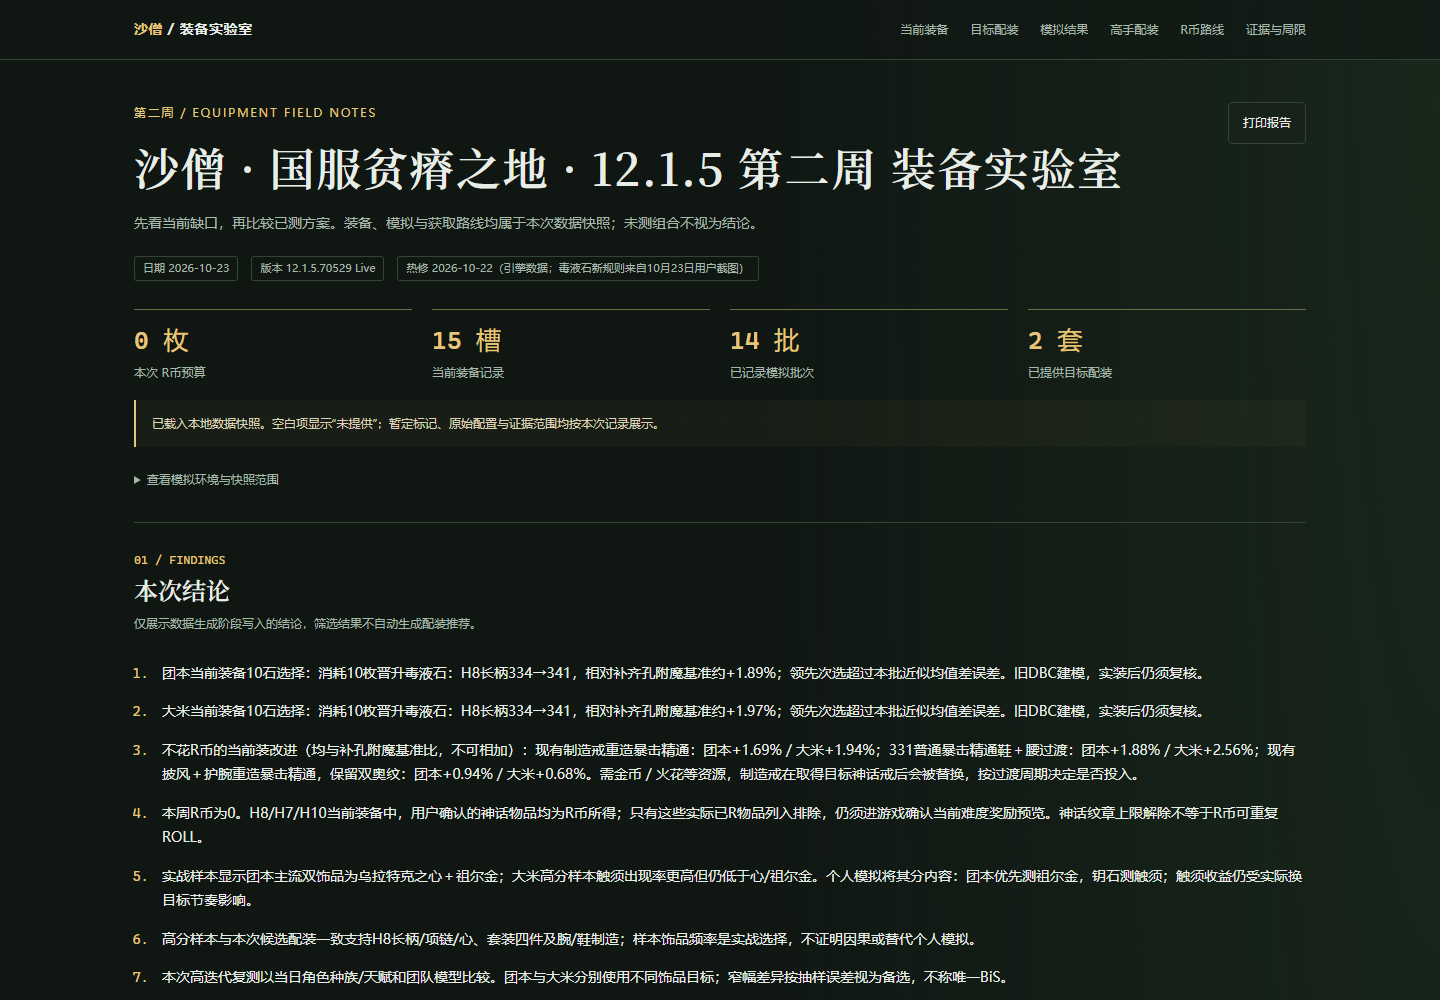 沙僧 / 装备实验室
当前装备 目标配装 模拟结果 高手配装 R币路线 证据与局限
第二周 / EQUIPMENT FIELD NOTES
打印报告
沙僧 · 国服贫瘠之地 · 12.1.5 第二周 装备实验室
先看当前缺口，再比较已测方案。装备、模拟与获取路线均属于本次数据快照；未测组合不视为结论。
日期 2026-10-23 版本 12.1.5.70529 Live 热修 2026-10-22（引擎数据；毒液石新规则来自10月23日用户截图）
0 枚 15 槽 14 批 2 套
本次 R币预算 当前装备记录 已记录模拟批次 已提供目标配装
已载入本地数据快照。空白项显示“未提供”；暂定标记、原始配置与证据范围均按本次记录展示。
▶ 查看模拟环境与快照范围
01 / FINDINGS
本次结论
仅展示数据生成阶段写入的结论，筛选结果不自动生成配装推荐。
1. 团本当前装备10石选择：消耗10枚晋升毒液石：H8长柄334→341，相对补齐孔附魔基准约+1.89%；领先次选超过本批近似均值差误差。旧DBC建模，实装后仍须复核。
2. 大米当前装备10石选择：消耗10枚晋升毒液石：H8长柄334→341，相对补齐孔附魔基准约+1.97%；领先次选超过本批近似均值差误差。旧DBC建模，实装后仍须复核。
3. 不花R币的当前装改进（均与补孔附魔基准比，不可相加）：现有制造戒重造暴击精通：团本+1.69% / 大米+1.94%；331普通暴击精通鞋＋腰过渡：团本+1.88% / 大米+2.56%；现有
披风＋护腕重造暴击精通，保留双奥纹：团本+0.94% / 大米+0.68%。需金币 / 火花等资源，制造戒在取得目标神话戒后会被替换，按过渡周期决定是否投入。
4. 本周R币为0。H8/H7/H10当前装备中，用户确认的神话物品均为R币所得；只有这些实际已R物品列入排除，仍须进游戏确认当前难度奖励预览。神话纹章上限解除不等于R币可重复
ROLL。
5. 实战样本显示团本主流双饰品为乌拉特克之心＋祖尔金；大米高分样本触须出现率更高但仍低于心/祖尔金。个人模拟将其分内容：团本优先测祖尔金，钥石测触须；触须收益仍受实际换
目标节奏影响。
6. 高分样本与本次候选配装一致支持H8长柄/项链/心、套装四件及腕/鞋制造；样本饰品频率是实战选择，不证明因果或替代个人模拟。
7. 本次高迭代复测以当日角色种族/天赋和团队模型比较。团本与大米分别使用不同饰品目标；窄幅差异按抽样误差视为备选，不称唯一BiS。